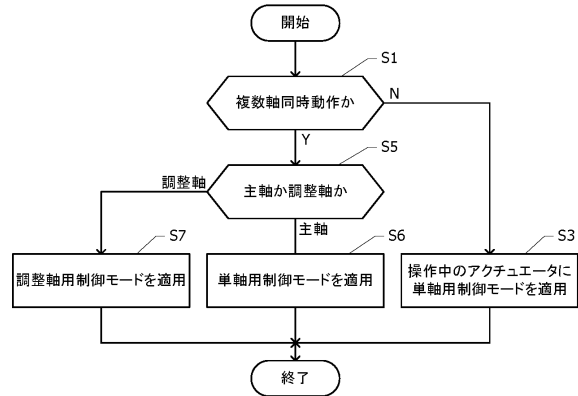 開始
S1
複数軸同時動作か
N
Y
S5
主軸か調整軸か
調整軸
主軸
S7
調整軸用制御モードを適用
S6
単軸用制御モードを適用
S3
操作中のアクチュエータに
単軸用制御モードを適用
終了